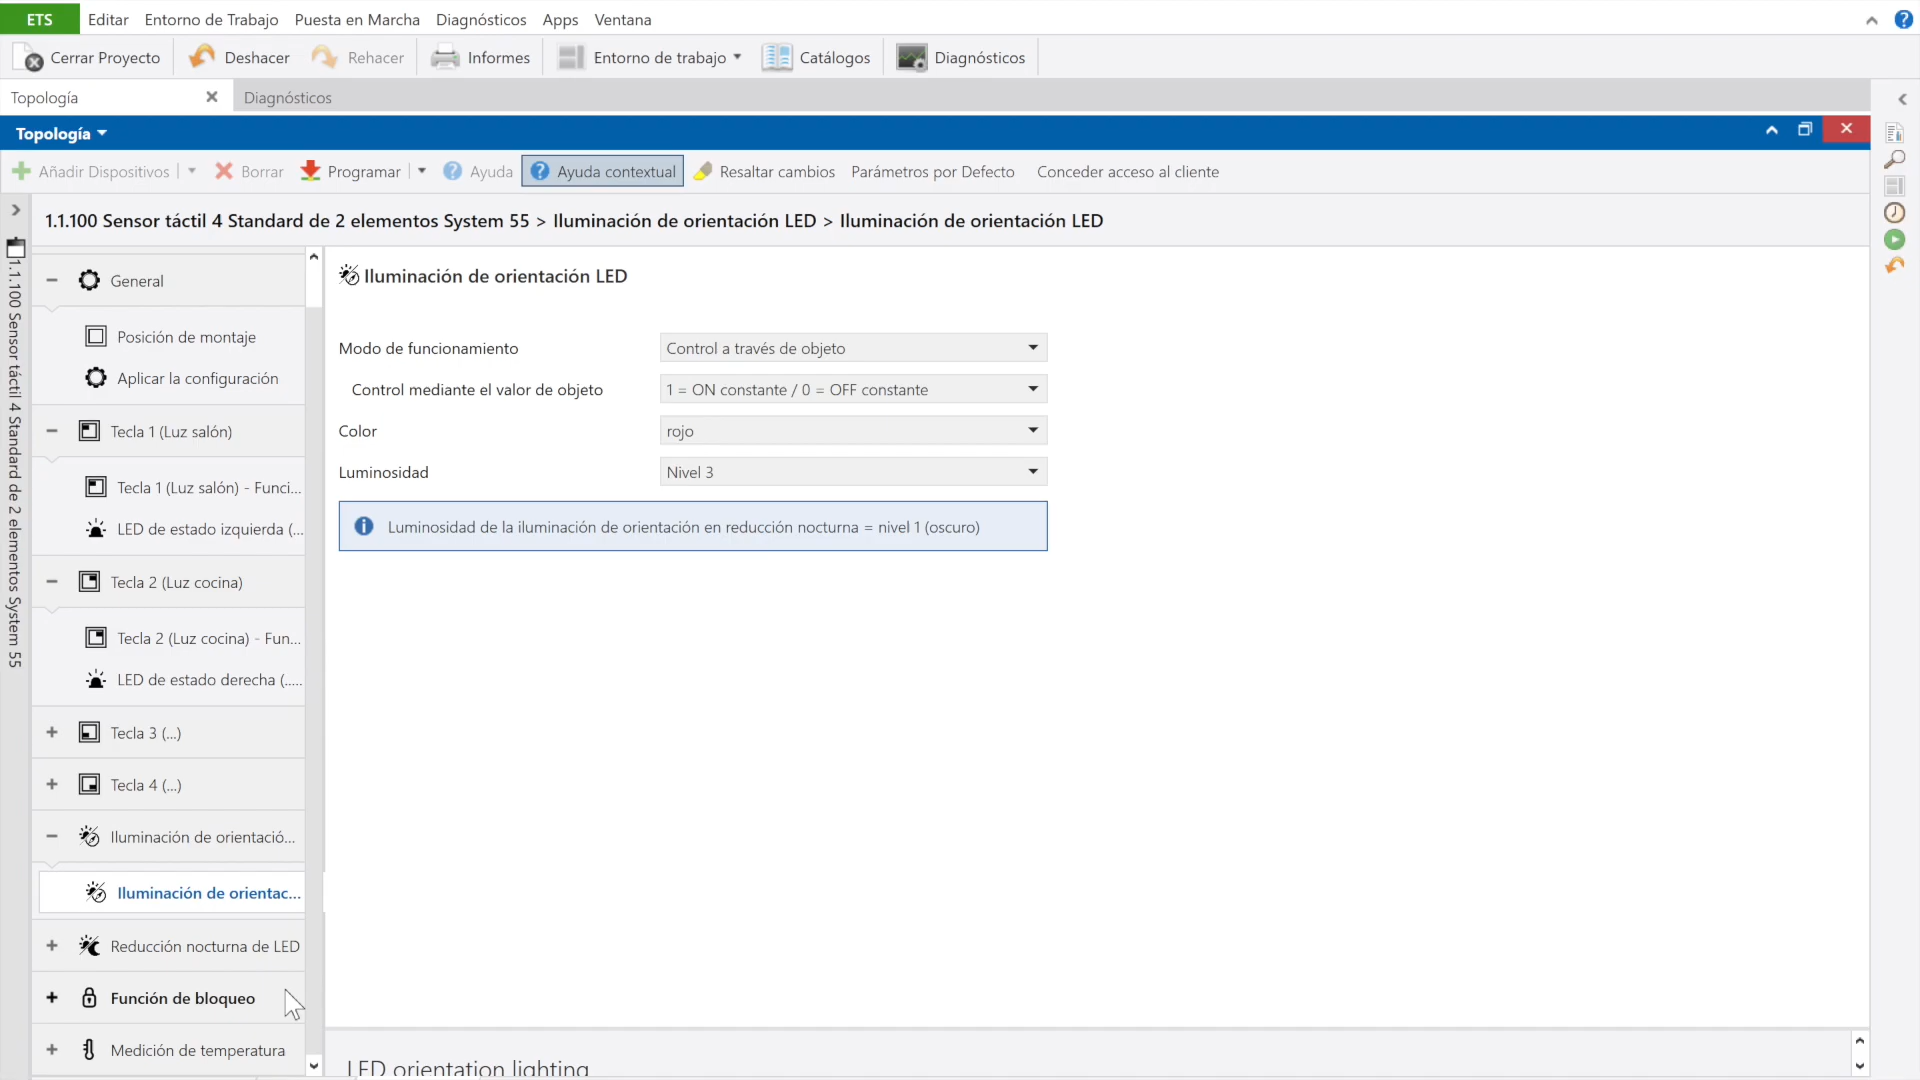 ETS Editar Entorno de Trabajo Puesta en Marcha Diagnósticos Apps Ventana
Cerrar Proyecto Deshacer Rehacer Informes Entorno de trabajo Catálogos Diagnósticos
Topología Diagnósticos
Topología
Añadir Dispositivos Borrar Programar Ayuda Ayuda contextual Resaltar cambios Parámetros por Defecto Conceder acceso al cliente
1.1.100 Sensor táctil 4 Standard de 2 elementos System 55 > Iluminación de orientación LED > Iluminación de orientación LED
1.1.100 Sensor táctil 4 Standard de 2 elementos System 55
General
Posición de montaje
Aplicar la configuración
Tecla 1 (Luz salón)
Tecla 1 (Luz salón) - Funci...
LED de estado izquierda (...
Tecla 2 (Luz cocina)
Tecla 2 (Luz cocina) - Fun...
LED de estado derecha (.....
Tecla 3 (...)
Tecla 4 (...)
Iluminación de orientació...
Iluminación de orientac...
Reducción nocturna de LED
Función de bloqueo
Medición de temperatura
Iluminación de orientación LED
Modo de funcionamiento Control a través de objeto
Control mediante el valor de objeto 1 = ON constante / 0 = OFF constante
Color rojo
Luminosidad Nivel 3
Luminosidad de la iluminación de orientación en reducción nocturna = nivel 1 (oscuro)
LED orientation lighting